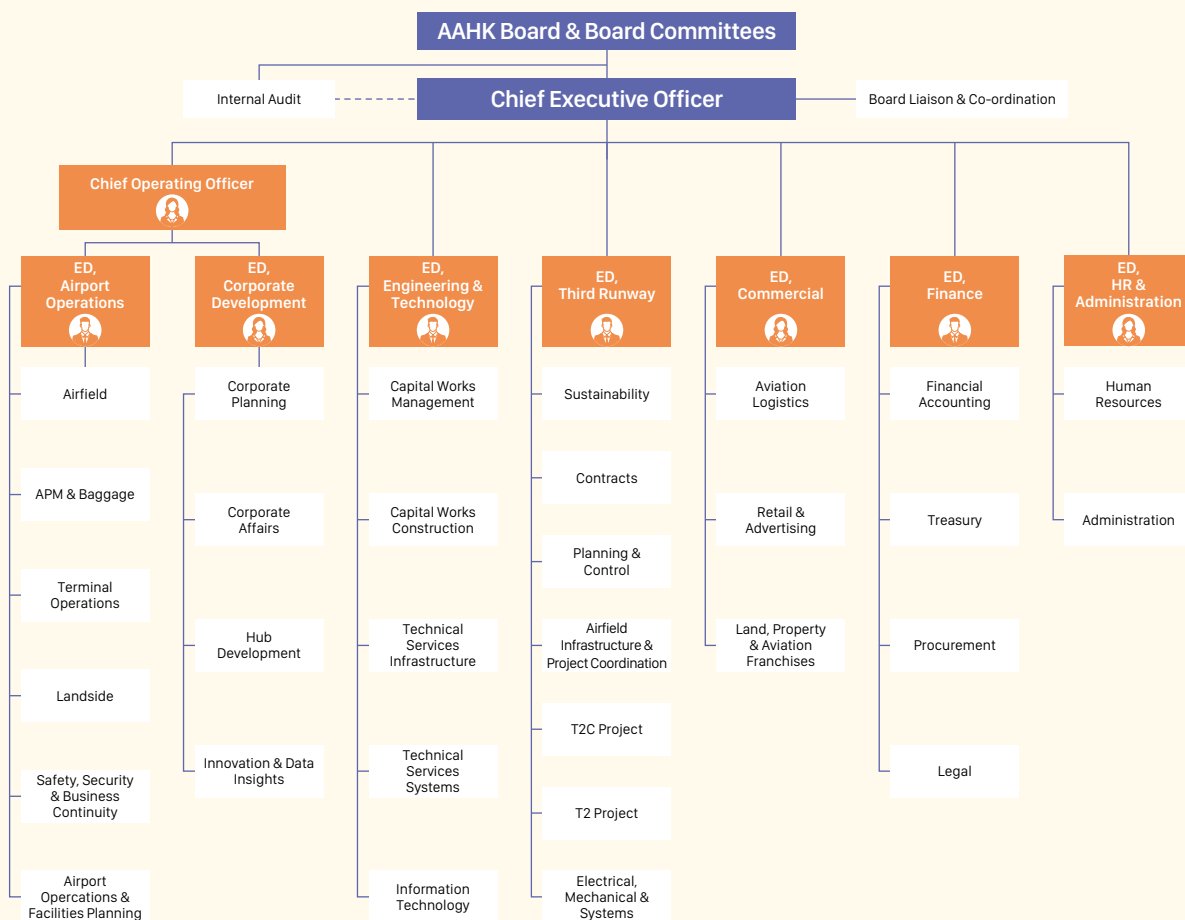 AAHK Board & Board Committees
Internal Audit
Chief Executive Officer
Board Liaison & Co-ordination
Chief Operating Officer
ED,
Airport
Operations
ED,
Corporate
Development
ED,
Engineering &
Technology
ED,
Third Runway
ED,
Commercial
ED,
Finance
ED,
HR &
Administration
Airfield
APM & Baggage
Terminal
Operations
Landside
Safety, Security
& Business
Continuity
Airport
Opercations &
Facilities Planning
Corporate
Planning
Corporate
Affairs
Hub
Development
Innovation & Data
Insights
Capital Works
Management
Capital Works
Construction
Technical
Services
Infrastructure
Technical
Services
Systems
Information
Technology
Sustainability
Contracts
Planning &
Control
Airfield
Infrastructure &
Project Coordination
T2C Project
T2 Project
Electrical,
Mechanical &
Systems
Aviation
Logistics
Retail &
Advertising
Land, Property
& Aviation
Franchises
Financial
Accounting
Treasury
Procurement
Legal
Human
Resources
Administration